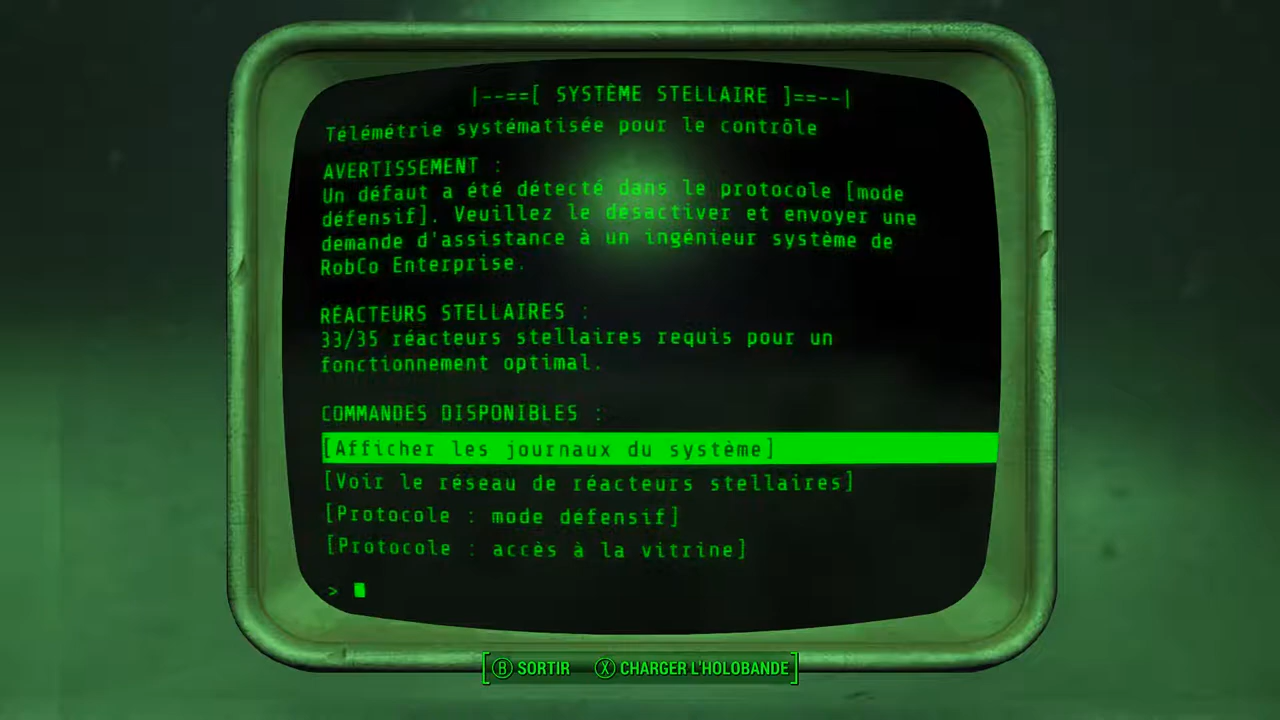 |--==[ SYSTÈME STELLAIRE ]==--|
Télémétrie systématisée pour le contrôle
AVERTISSEMENT :
Un défaut a été détecté dans le protocole [mode
défensif]. Veuillez le désactiver et envoyer une
demande d'assistance à un ingénieur système de
RobCo Enterprise.
RÉACTEURS STELLAIRES :
33/35 réacteurs stellaires requis pour un
fonctionnement optimal.
COMMANDES DISPONIBLES :
[Afficher les journaux du système]
[Voir le réseau de réacteurs stellaires]
[Protocole : mode défensif]
[Protocole : accès à la vitrine]
>
B SORTIR X CHARGER L'HOLOBANDE